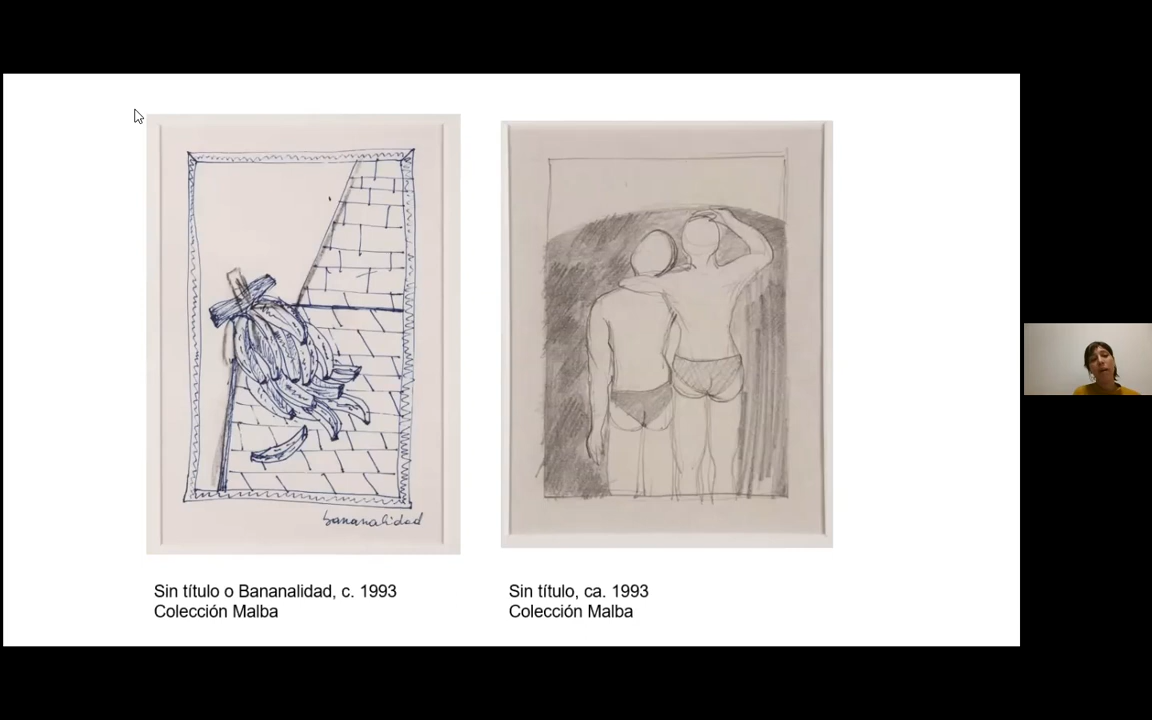 bananalidad
Sin título o Bananalidad, c. 1993
Colección Malba
Sin título, ca. 1993
Colección Malba